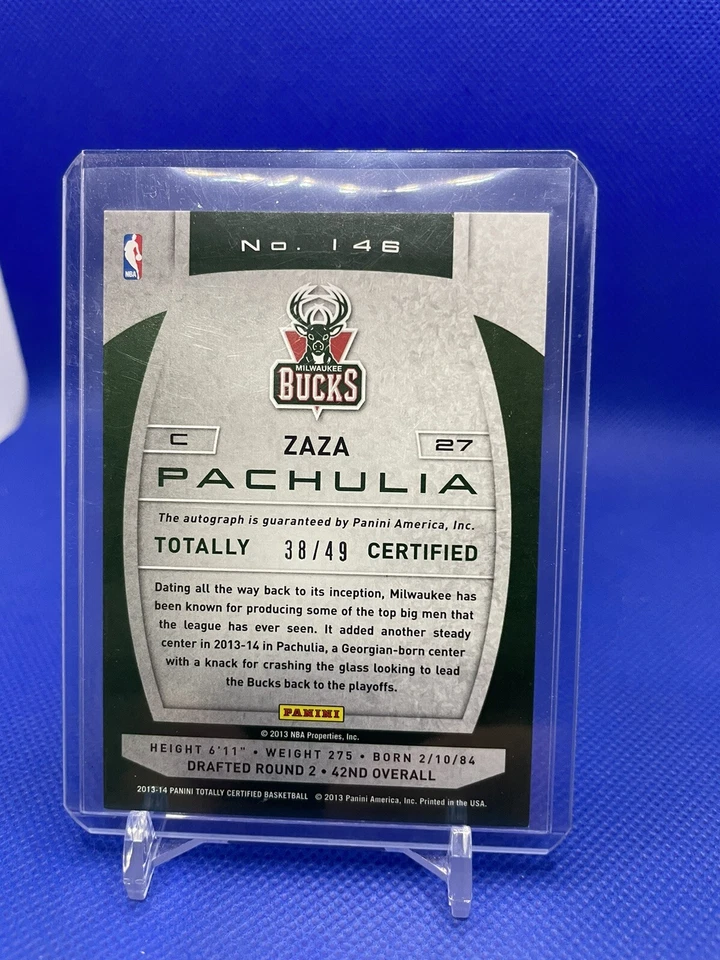 No. 146
NBA
MILWAUKEE
BUCKS
C
ZAZA
27
PACHULIA
The autograph is guaranteed by Panini America, Inc.
TOTALLY 38/49 CERTIFIED
Dating all the way back to its inception, Milwaukee has
been known for producing some of the top big men that
the league has ever seen. It added another steady
center in 2013-14 in Pachulia, a Georgian-born center
with a knack for crashing the glass looking to lead
the Bucks back to the playoffs.
PANINI
© 2013 NBA Properties, Inc.
HEIGHT 6'11" • WEIGHT 275 • BORN 2/10/84
DRAFTED ROUND 2 • 42ND OVERALL
2013-14 PANINI TOTALLY CERTIFIED BASKETBALL © 2013 Panini America, Inc. Printed in the USA.